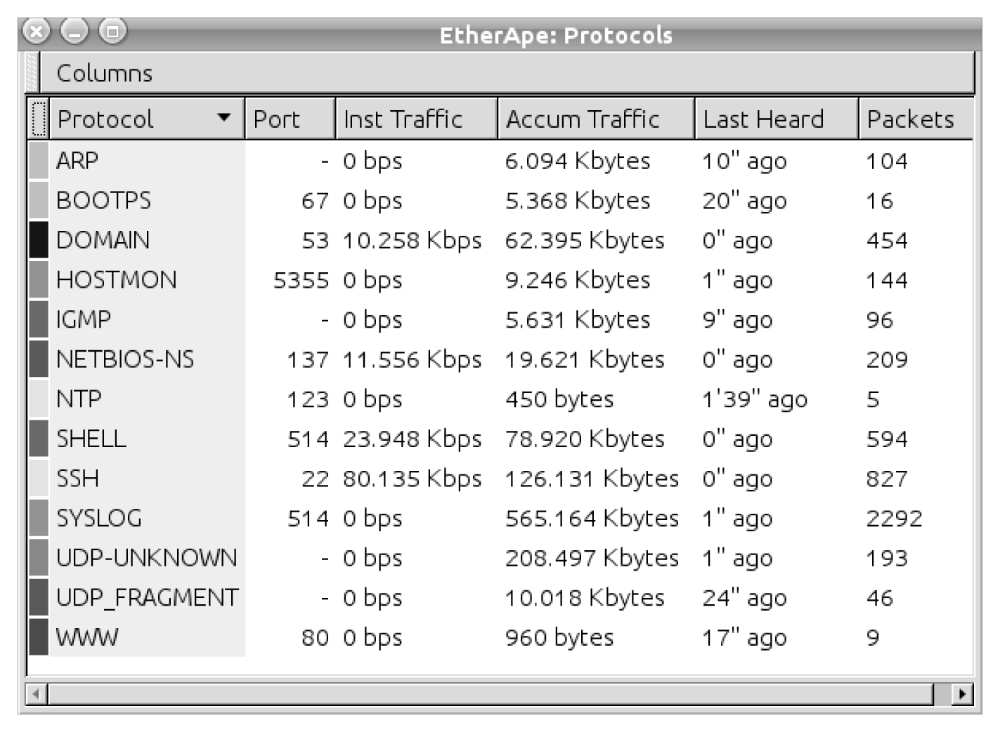 EtherApe: Protocols
Columns
Protocol Port Inst Traffic Accum Traffic Last Heard Packets
ARP - 0 bps 6.094 Kbytes 10" ago 104
BOOTPS 67 0 bps 5.368 Kbytes 20" ago 16
DOMAIN 53 10.258 Kbps 62.395 Kbytes 0" ago 454
HOSTMON 5355 0 bps 9.246 Kbytes 1" ago 144
IGMP - 0 bps 5.631 Kbytes 9" ago 96
NETBIOS-NS 137 11.556 Kbps 19.621 Kbytes 0" ago 209
NTP 123 0 bps 450 bytes 1'39" ago 5
SHELL 514 23.948 Kbps 78.920 Kbytes 0" ago 594
SSH 22 80.135 Kbps 126.131 Kbytes 0" ago 827
SYSLOG 514 0 bps 565.164 Kbytes 1" ago 2292
UDP-UNKNOWN - 0 bps 208.497 Kbytes 1" ago 193
UDP_FRAGMENT - 0 bps 10.018 Kbytes 24" ago 46
WWW 80 0 bps 960 bytes 17" ago 9